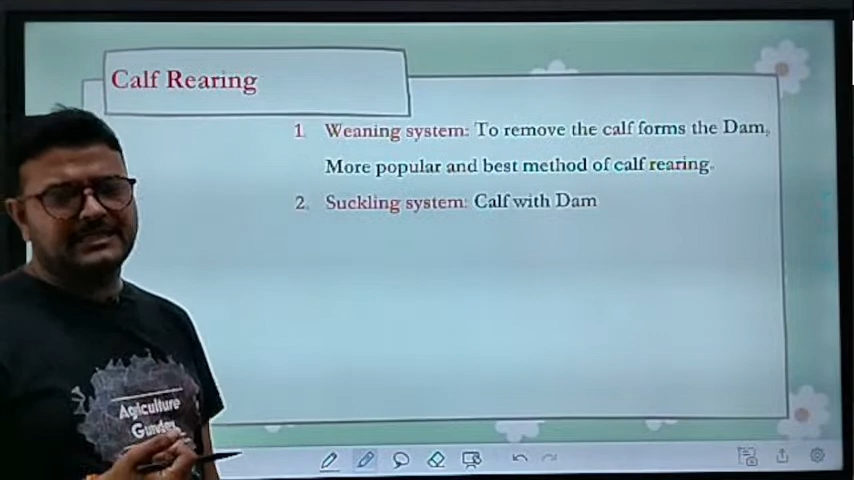 Calf Rearing
1. Weaning system: To remove the calf forms the Dam,
More popular and best method of calf rearing.
2. Suckling system: Calf with Dam
Agriculture